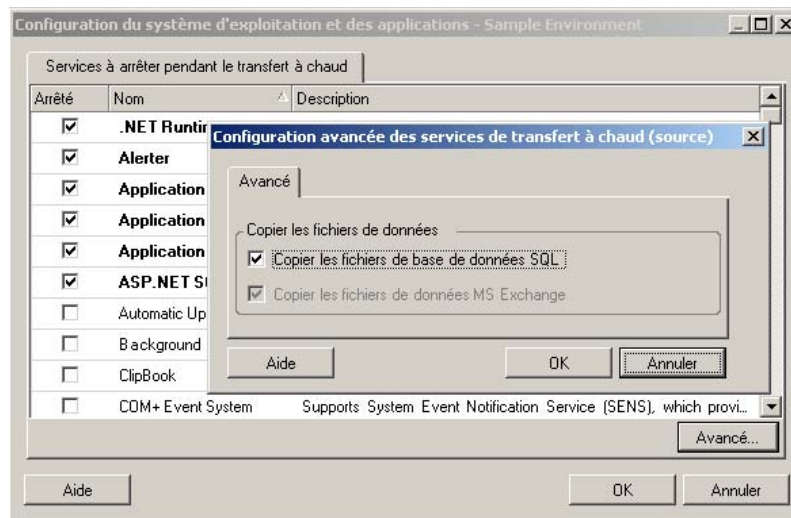 Configuration du système d'exploitation et des applications - Sample Environment
Services à arrêter pendant le transfert à chaud
Arrêté Nom Description
.NET Runtim
Alerter
Application
Application
Application
ASP.NET
Automatic Up
Background
ClipBook
COM+ Event System Supports System Event Notification Service (SENS), which provi...
Avancé...
Aide OK Annuler
Configuration avancée des services de transfert à chaud (source)
Avancé
Copier les fichiers de données
Copier les fichiers de base de données SQL
Copier les fichiers de données MS Exchange
Aide OK Annuler